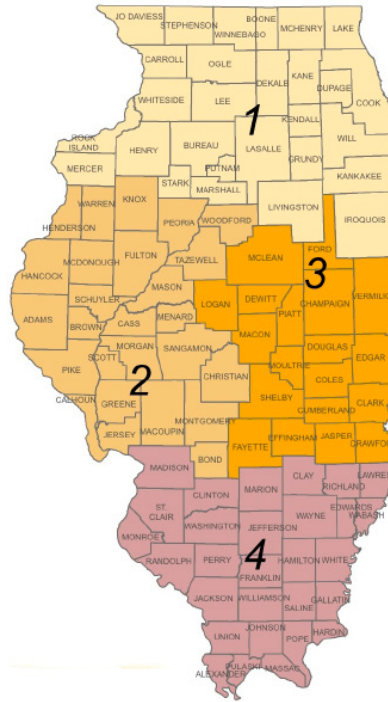 JO DAVIESS
STEPHENSON
WINNEBAGO
BOONE
MCHENRY
LAKE
CARROLL
OGLE
DEKALB
KANE
DUPAGE
COOK
WHITESIDE
LEE
1
KENDALL
WILL
ROCK
ISLAND
HENRY
BUREAU
LASALLE
GRUNDY
MERCER
PUTNAM
STARK
MARSHALL
KANKAKEE
LIVINGSTON
IROQUOIS
WARREN
KNOX
PEORIA
WOODFORD
HENDERSON
MCLEAN
FORD
HANCOCK
MCDONOUGH
FULTON
TAZEWELL
3
MASON
LOGAN
DEWITT
CHAMPAIGN
VERMILI
SCHUYLER
ADAMS
BROWN
CASS
MENARD
PIATT
MACON
MORGAN
SANGAMON
DOUGLAS
EDGAR
SCOTT
MOULTRIE
PIKE
2
CHRISTIAN
COLES
CALHOUN
GREENE
SHELBY
CUMBERLAND
CLARK
MACOUPIN
MONTGOMERY
JERSEY
BOND
FAYETTE
EFFINGHAM
JASPER
CRAWFO
MADISON
CLAY
LAWRE
MARION
RICHLAND
CLINTON
EDWARDS
WABASH
ST.
CLAIR
WAYNE
WASHINGTON
JEFFERSON
MONROE
RANDOLPH
PERRY
4
HAMILTON
WHITE
FRANKLIN
JACKSON
WILLIAMSON
SALINE
GALLATIN
UNION
JOHNSON
POPE
HARDIN
ALEXANDER
PULASKI
MASSAC